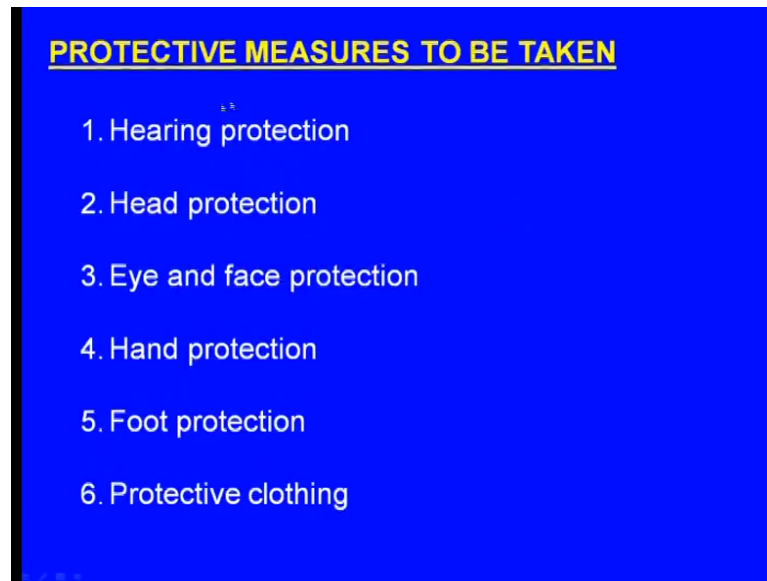 PROTECTIVE MEASURES TO BE TAKEN
1. Hearing protection
2. Head protection
3. Eye and face protection
4. Hand protection
5. Foot protection
6. Protective clothing